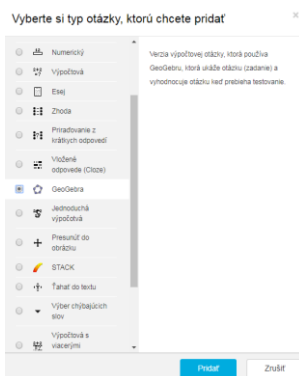 Vyberte si typ otázky, ktorú chcete pridať
×
Numerický
Výpočtová
Esej
Zhoda
Priraďovanie z
krátkych odpovedí
Vložené
odpovede (Cloze)
GeoGebra
Jednoduchá
výpočtová
Presunúť do
obrázku
STACK
Ťahať do textu
Výber chýbajúcich
slov
Výpočtová s
viacerými
Verzia výpočtovej otázky, ktorá používa
GeoGebru, ktorá ukáže otázku (zadanie) a
vyhodnocuje otázku keď prebieha testovanie.
Pridať
Zrušiť